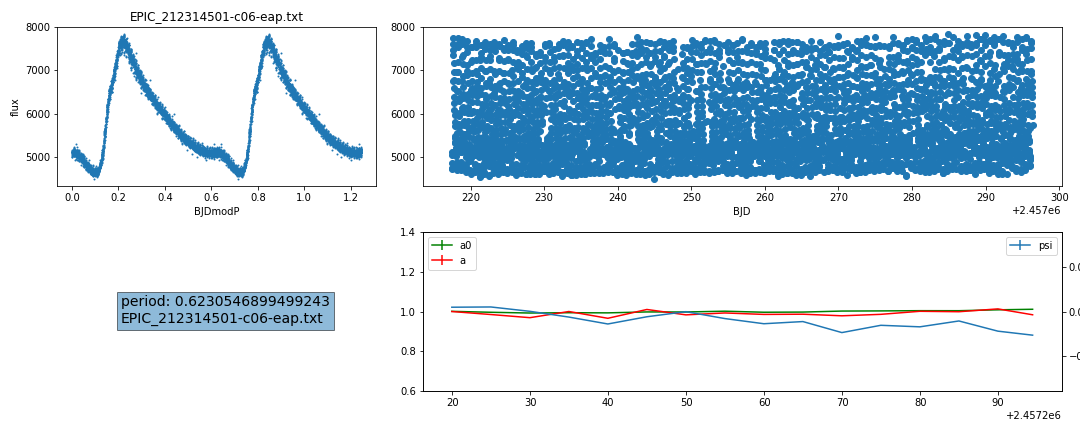 EPIC_212314501-c06-eap.txt
8000
7000
6000
5000
flux
0.0 0.2 0.4 0.6 0.8 1.0 1.2
BJDmodP
8000
7000
6000
5000
220 230 240 250 260 270 280 290 300
BJD
+2.457e6
period: 0.6230546899499243
EPIC_212314501-c06-eap.txt
1.4
1.2
1.0
0.8
0.6
a0
a
psi
20 30 40 50 60 70 80 90
+2.4572e6